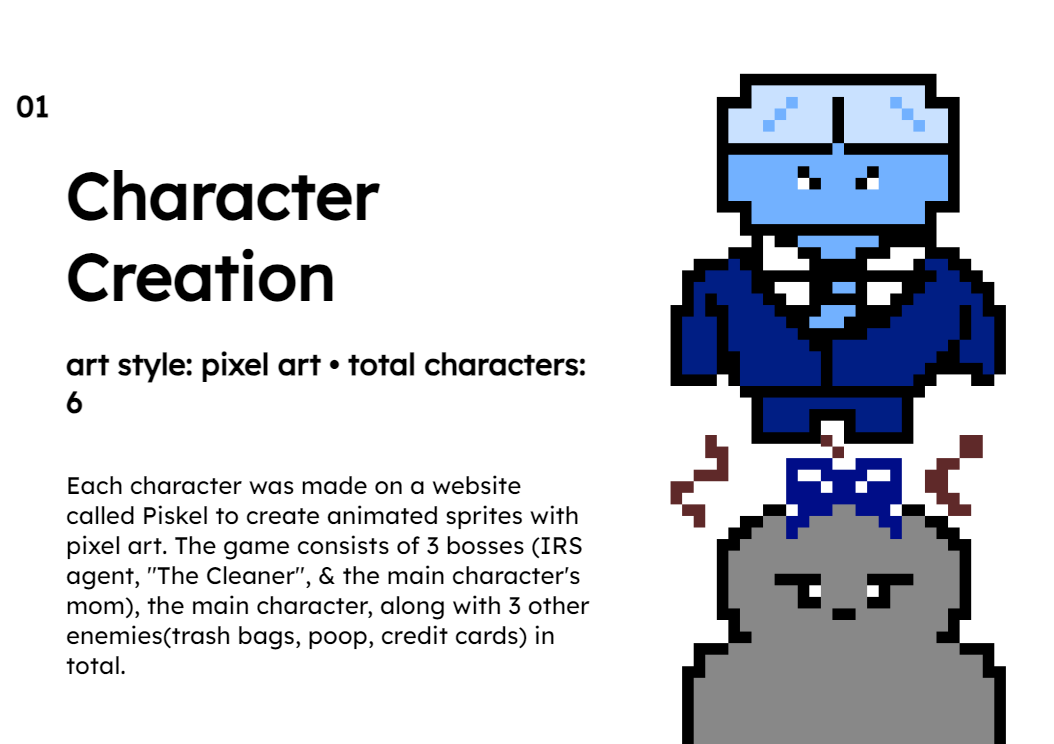 01
Character
Creation
art style: pixel art • total characters:
6
Each character was made on a website
called Piskel to create animated sprites with
pixel art. The game consists of 3 bosses (IRS
agent, "The Cleaner", & the main character's
mom), the main character, along with 3 other
enemies(trash bags, poop, credit cards) in
total.